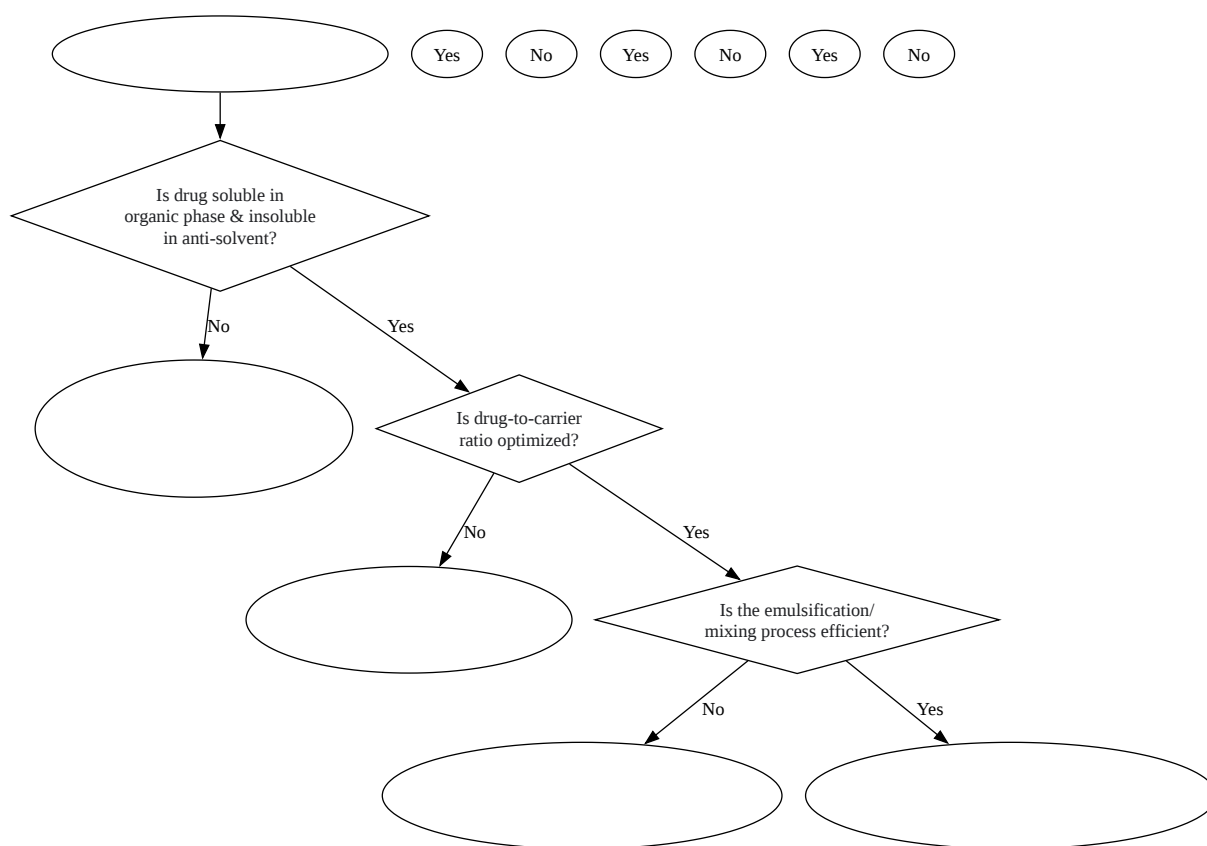 Yes
No
Yes
No
Yes
No
Is drug soluble in
organic phase & insoluble
in anti-solvent?
No
Yes
Is drug-to-carrier
ratio optimized?
No
Yes
Is the emulsification/
mixing process efficient?
No
Yes